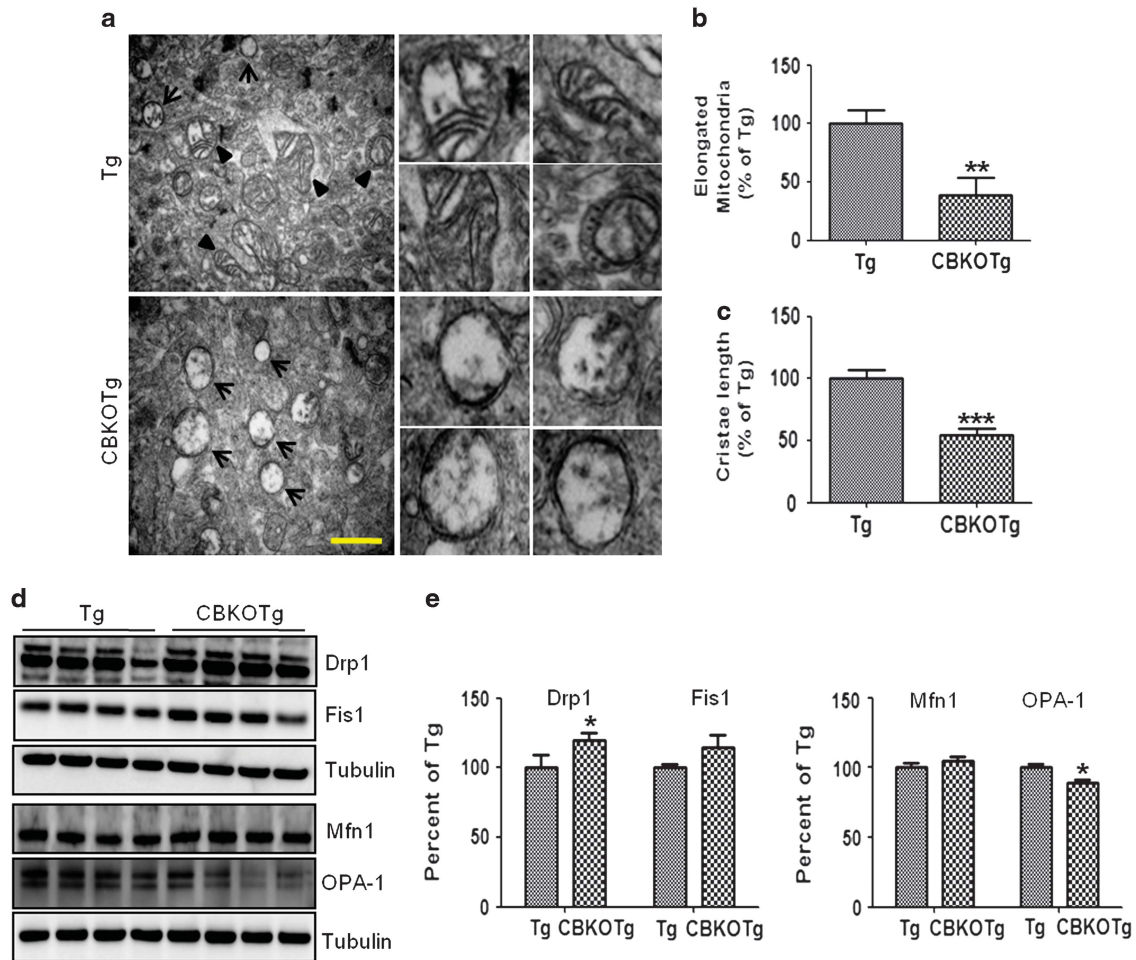 a
Tg
CBKOTg
b
Elongated
Mitochondria
(% of Tg)
150
100
50
0
**
Tg CBKOTg
c
Cristae length
(% of Tg)
150
100
50
0
***
Tg CBKOTg
d
Tg CBKOTg
Drp1
Fis1
Tubulin
Mfn1
OPA-1
Tubulin
e
Percent of Tg
150
100
50
0
Drp1 Fis1
*
Tg CBKOTg Tg CBKOTg
Percent of Tg
150
100
50
0
Mfn1 OPA-1
*
Tg CBKOTg Tg CBKOTg